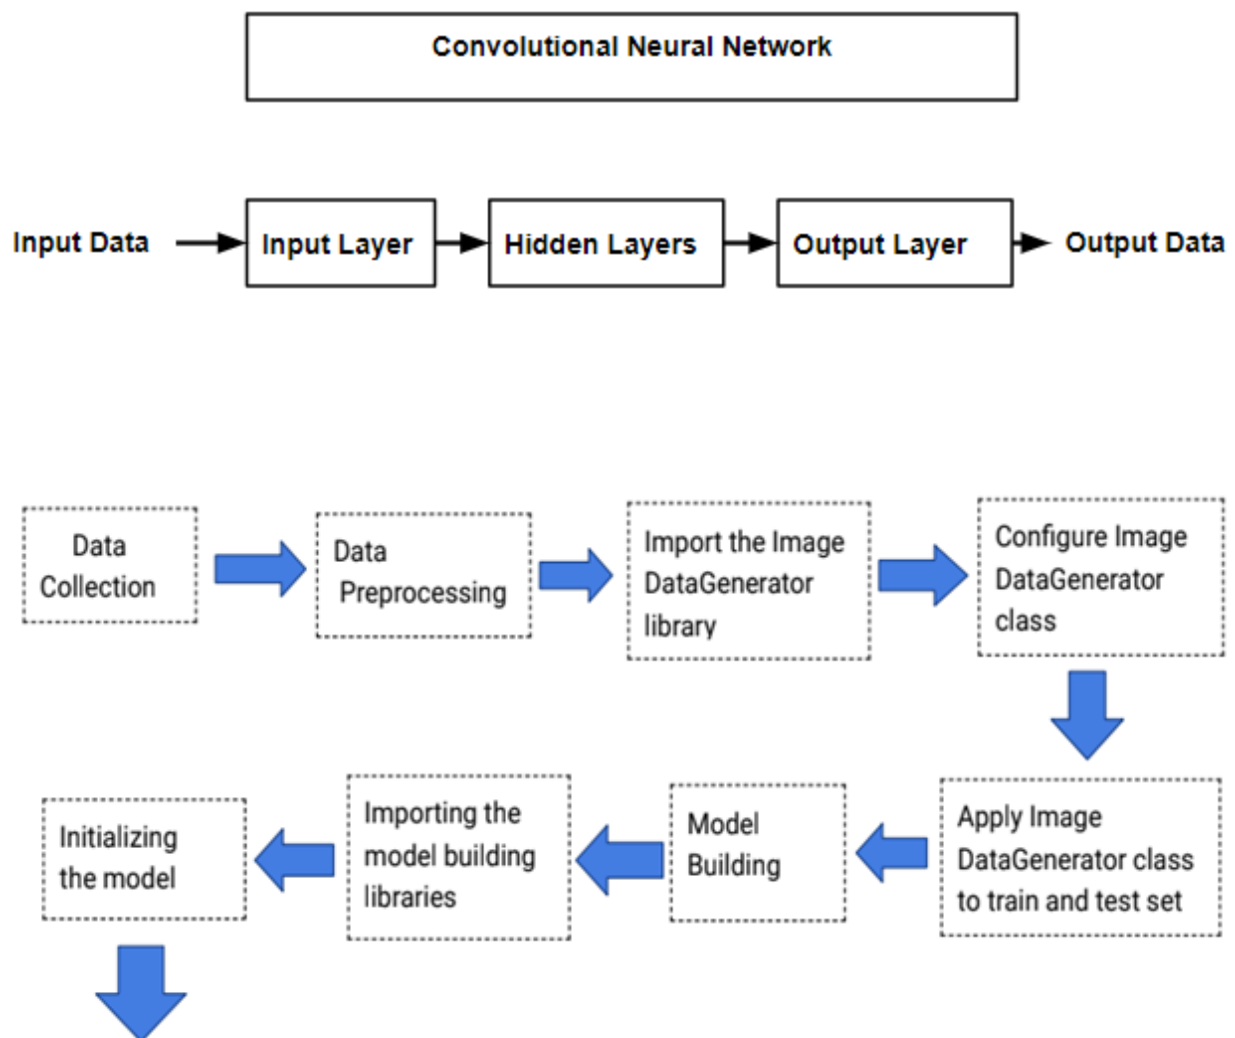 Convolutional Neural Network
Input Data
Input Layer
Hidden Layers
Output Layer
Output Data
Data
Collection
Data
Preprocessing
Import the Image
DataGenerator
library
Configure Image
DataGenerator
class
Apply Image
DataGenerator class
to train and test set
Model
Building
Importing the
model building
libraries
Initializing
the model